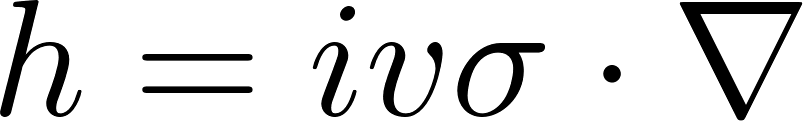 h = ivσ · ∇